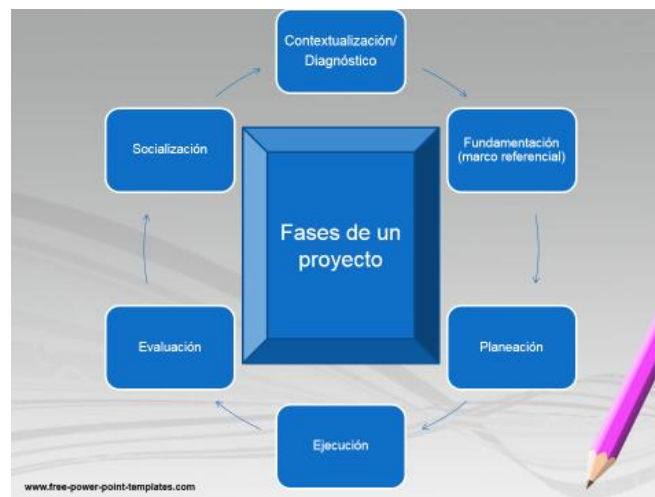 Contextualización/
Diagnóstico
Fundamentación
(marco referencial)
Planeación
Ejecución
Evaluación
Socialización
Fases de un
proyecto
www.free-power-point-templates.com